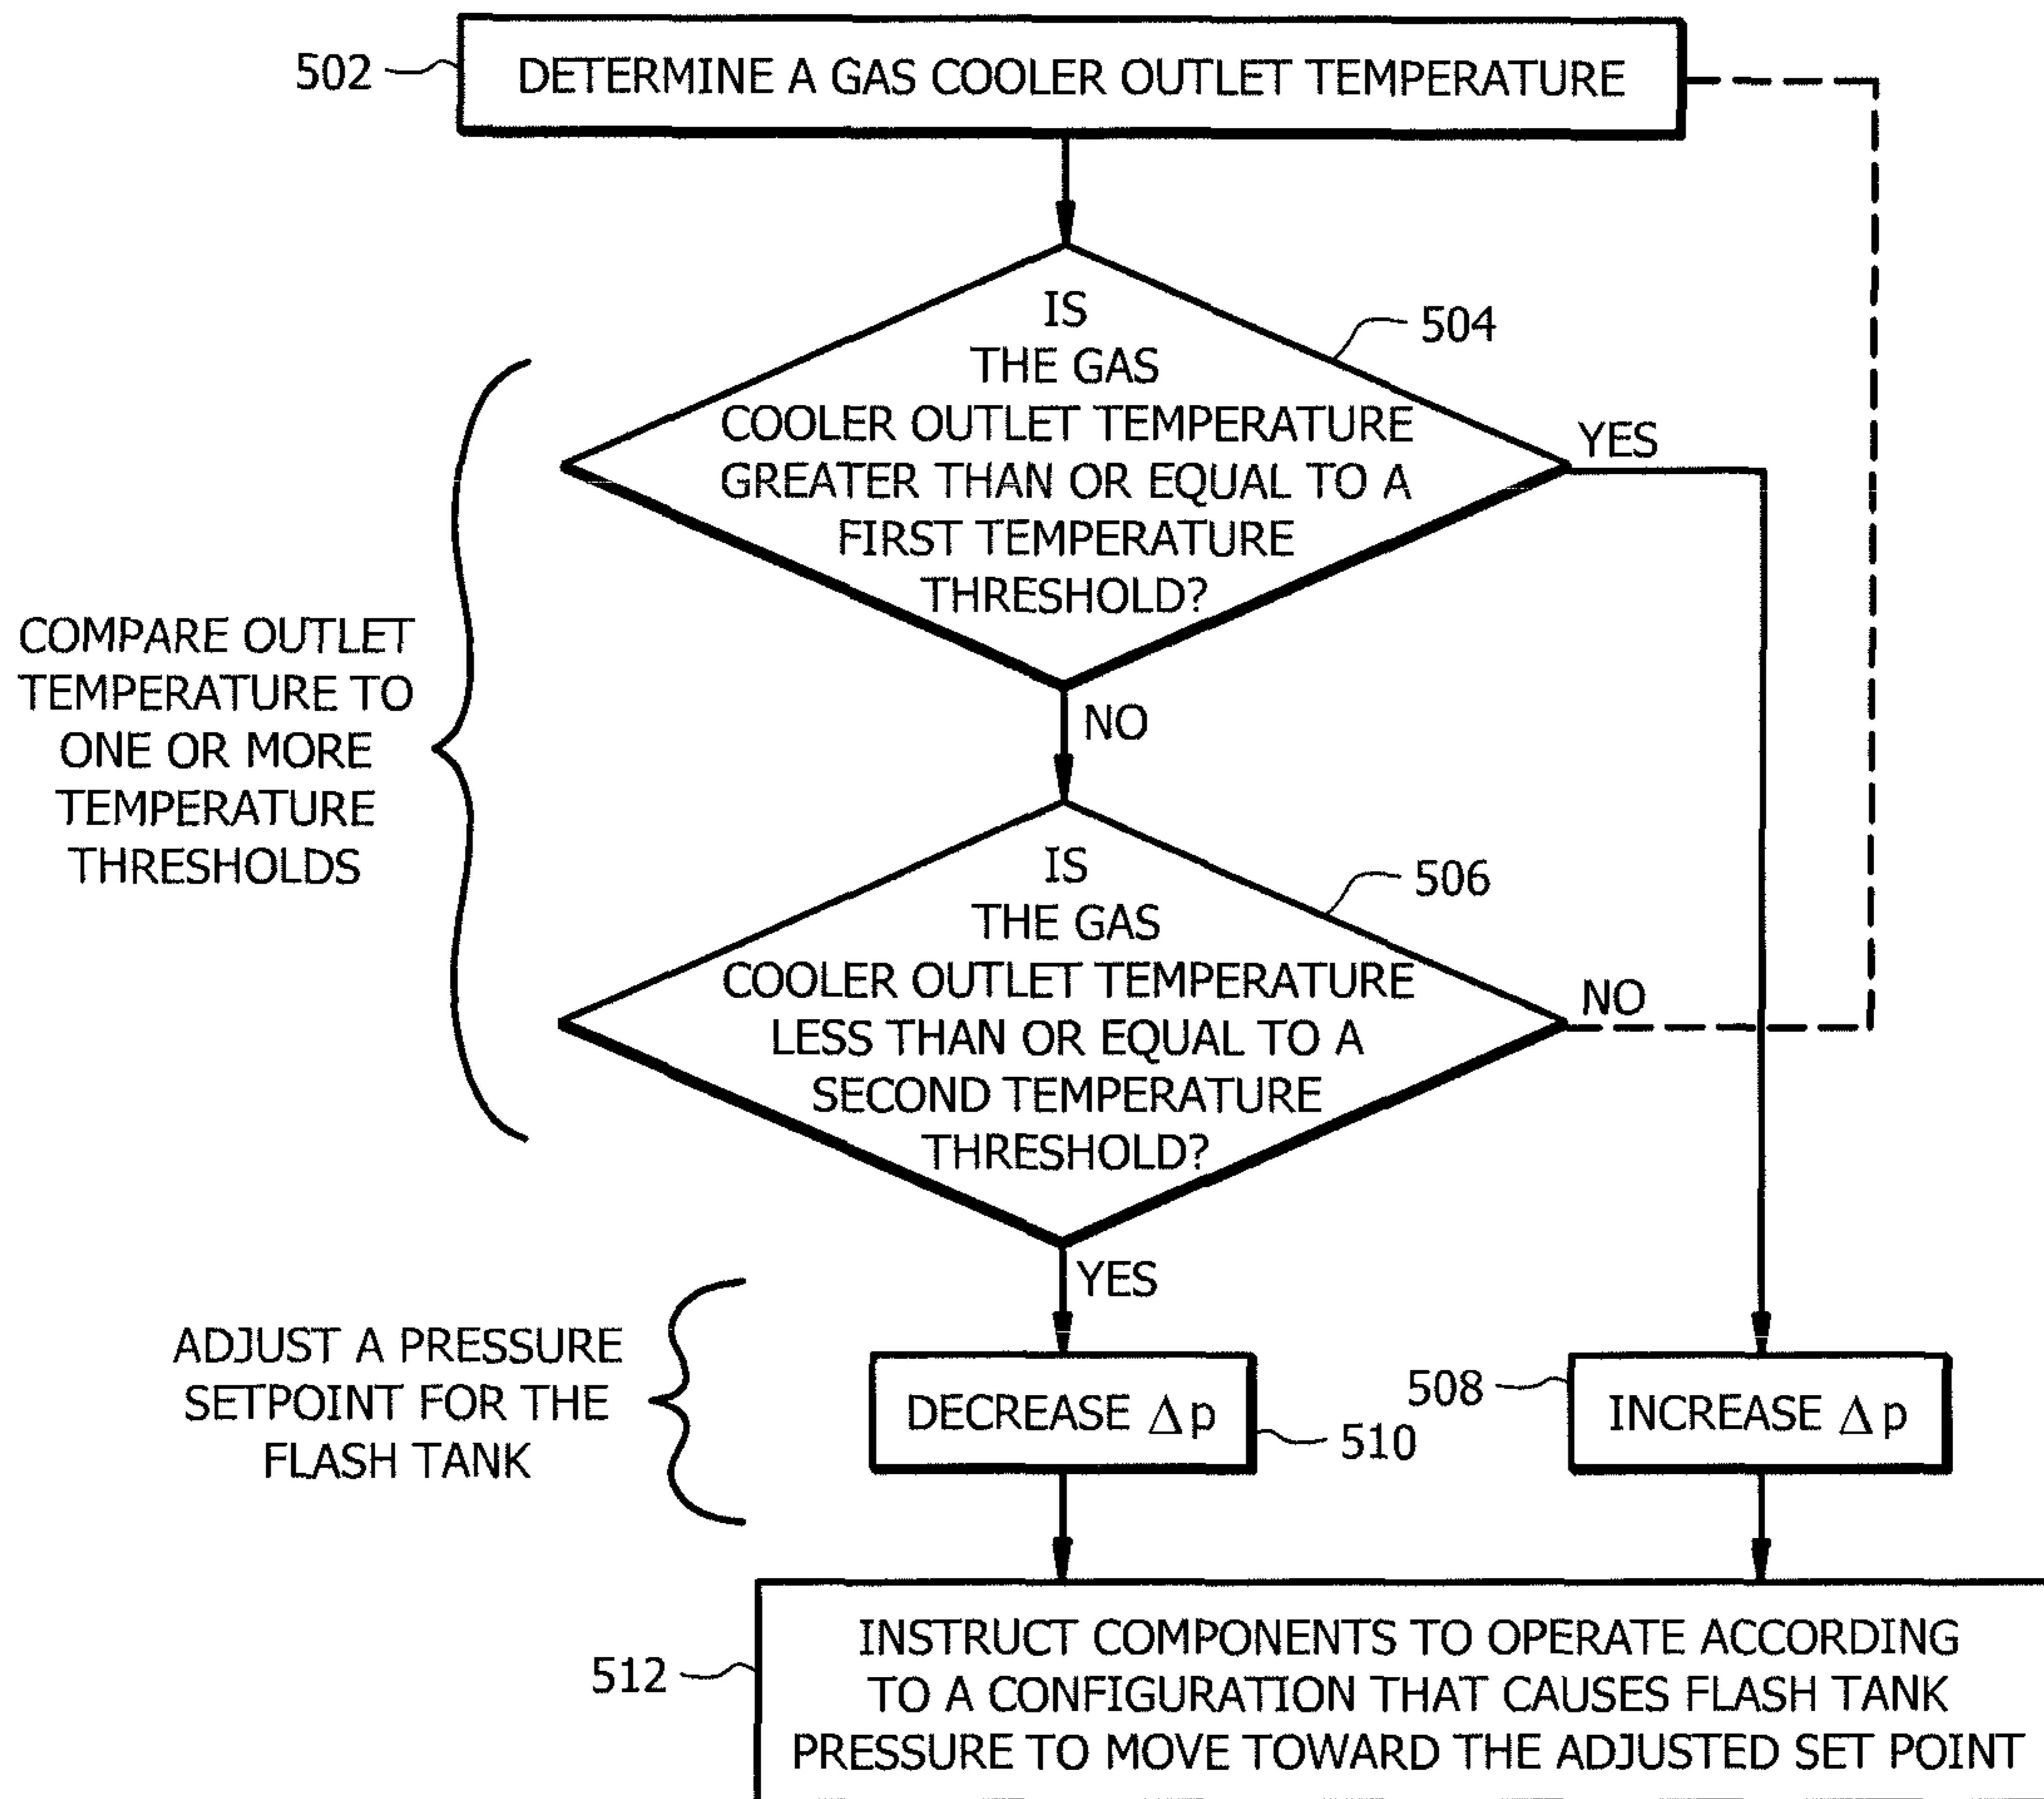 502
DETERMINE A GAS COOLER OUTLET TEMPERATURE
IS
THE GAS
COOLER OUTLET TEMPERATURE
GREATER THAN OR EQUAL TO A
FIRST TEMPERATURE
THRESHOLD?
504
YES
NO
COMPARE OUTLET
TEMPERATURE TO
ONE OR MORE
TEMPERATURE
THRESHOLDS
IS
THE GAS
COOLER OUTLET TEMPERATURE
LESS THAN OR EQUAL TO A
SECOND TEMPERATURE
THRESHOLD?
506
NO
YES
ADJUST A PRESSURE
SETPOINT FOR THE
FLASH TANK
DECREASE Δp
510
508
INCREASE Δp
512
INSTRUCT COMPONENTS TO OPERATE ACCORDING
TO A CONFIGURATION THAT CAUSES FLASH TANK
PRESSURE TO MOVE TOWARD THE ADJUSTED SET POINT